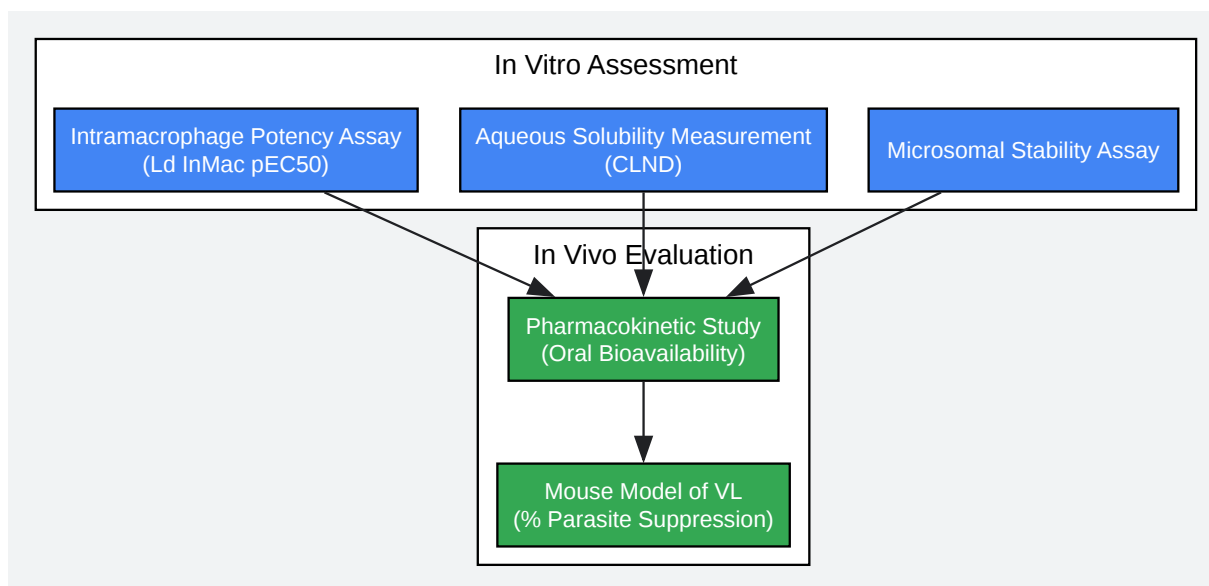 In Vitro Assessment
Intramacrophage Potency Assay
(Ld InMac pEC50)
Aqueous Solubility Measurement
(CLND)
Microsomal Stability Assay
In Vivo Evaluation
Pharmacokinetic Study
(Oral Bioavailability)
Mouse Model of VL
(% Parasite Suppression)